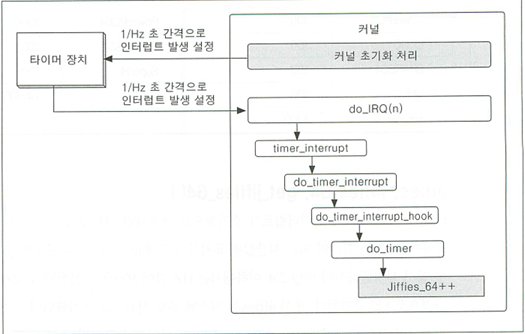 커널
1/Hz 초 간격으로
인터럽트 발생 설정
타이머 장치
커널 초기화 처리
1/Hz 초 간격으로
인터럽트 발생 설정
do_IRQ(n)
timer_interrupt
do_timer_interrupt
do_timer_interrupt_hook
do_timer
Jiffies_64++